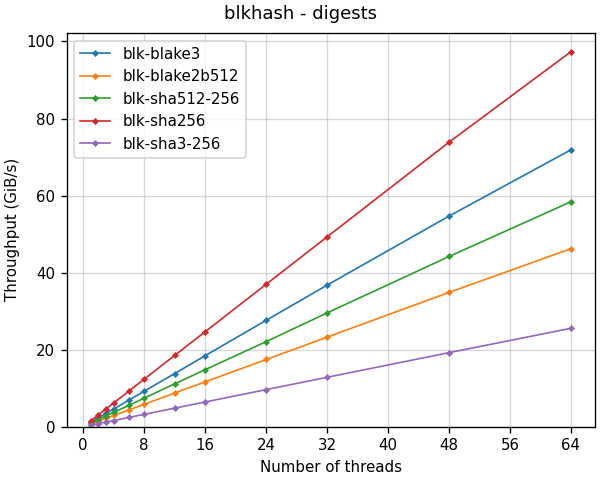 blkhash - digests
blk-blake3
blk-blake2b512
blk-sha512-256
blk-sha256
blk-sha3-256
Throughput (GiB/s)
100
80
60
40
20
0
0 8 16 24 32 40 48 56 64
Number of threads